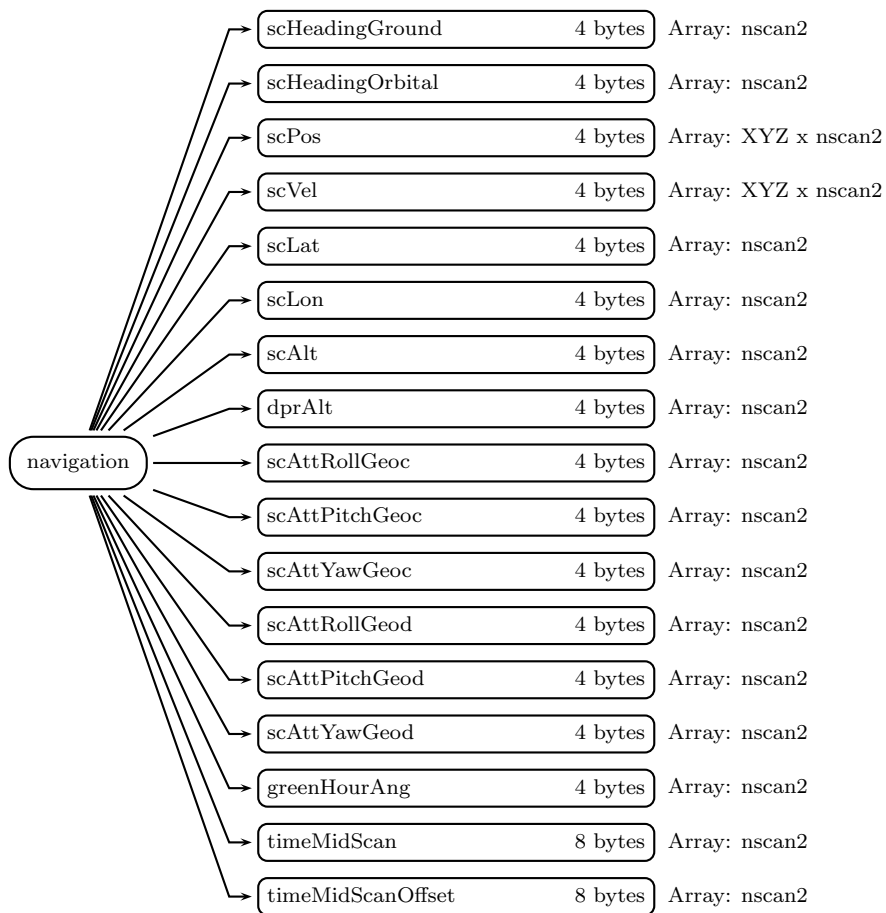 scHeadingGround 4 bytes Array: nscan2
scHeadingOrbital 4 bytes Array: nscan2
scPos 4 bytes Array: XYZ x nscan2
scVel 4 bytes Array: XYZ x nscan2
scLat 4 bytes Array: nscan2
scLon 4 bytes Array: nscan2
scAlt 4 bytes Array: nscan2
dprAlt 4 bytes Array: nscan2
navigation scAttRollGeoc 4 bytes Array: nscan2
scAttPitchGeoc 4 bytes Array: nscan2
scAttYawGeoc 4 bytes Array: nscan2
scAttRollGeod 4 bytes Array: nscan2
scAttPitchGeod 4 bytes Array: nscan2
scAttYawGeod 4 bytes Array: nscan2
greenHourAng 4 bytes Array: nscan2
timeMidScan 8 bytes Array: nscan2
timeMidScanOffset 8 bytes Array: nscan2